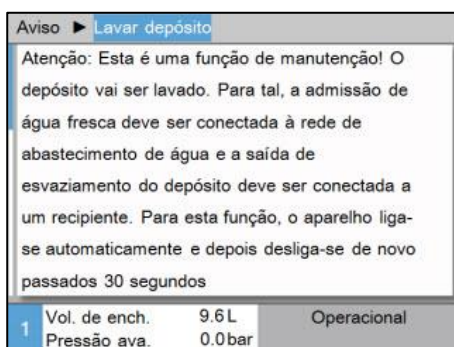 Aviso ► Lavar depósito
Atenção: Esta é uma função de manutenção! O
depósito vai ser lavado. Para tal, a admissão de
água fresca deve ser conectada à rede de
abastecimento de água e a saída de
esvaziamento do depósito deve ser conectada a
um recipiente. Para esta função, o aparelho liga-
se automaticamente e depois desliga-se de novo
passados 30 segundos
1 Vol. de ench. 9.6 L Operacional
Pressão ava. 0.0 bar